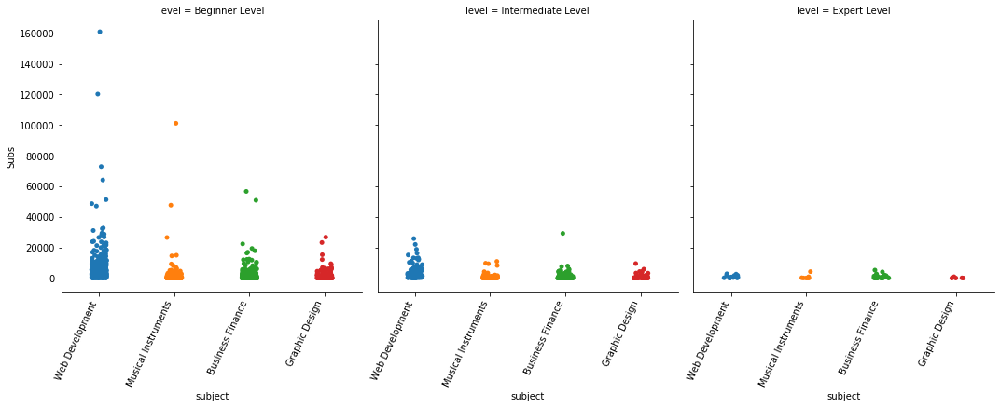 level = Beginner Level
level = Intermediate Level
level = Expert Level
160000
140000
120000
100000
80000
60000
40000
20000
0
Subs
Web Development
Musical Instruments
Business Finance
Graphic Design
subject
Web Development
Musical Instruments
Business Finance
Graphic Design
subject
Web Development
Musical Instruments
Business Finance
Graphic Design
subject